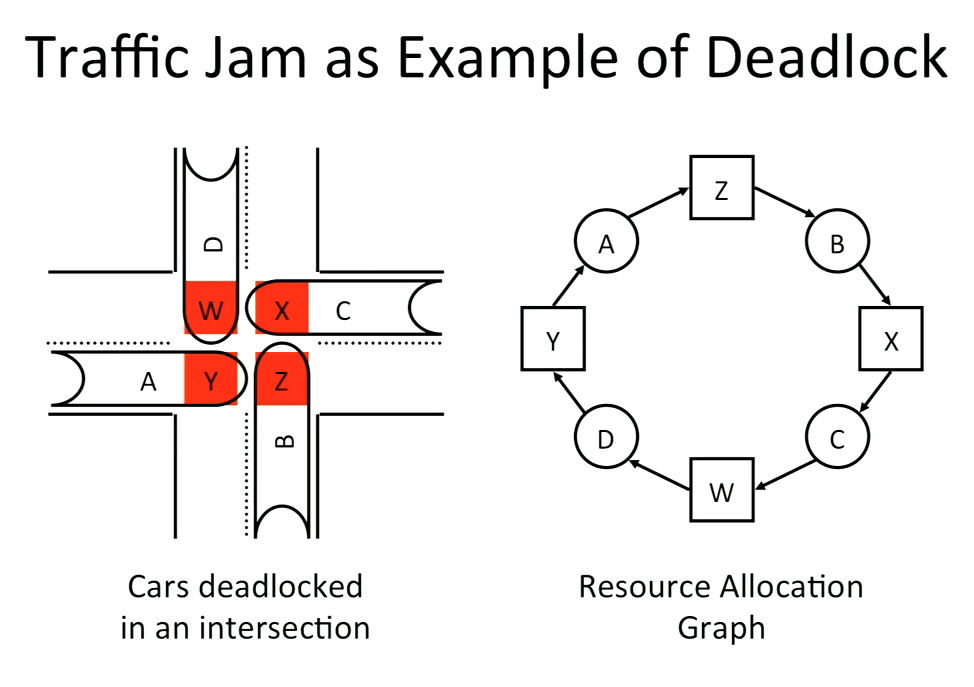 Traffic Jam as Example of Deadlock
D
W
X
C
A
Y
Z
B
Z
A
B
Y
X
D
C
W
Cars deadlocked
in an intersection
Resource Allocation
Graph